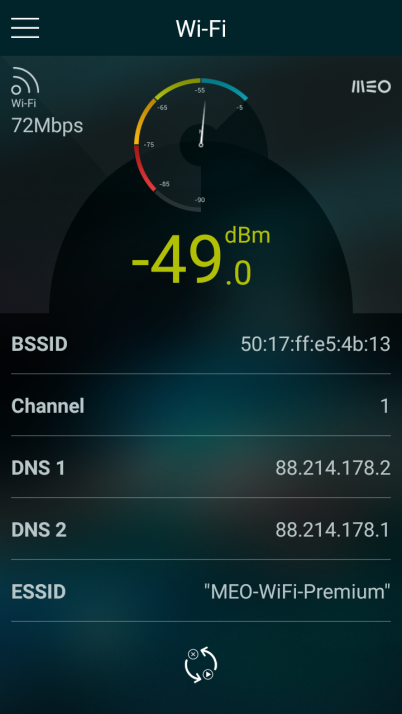 Wi-Fi
Wi-Fi
72Mbps
MEO
-55
-65
-5
-75
-85
-90
-49.0 dBm
BSSID 50:17:ff:e5:4b:13
Channel 1
DNS 1 88.214.178.2
DNS 2 88.214.178.1
ESSID "MEO-WiFi-Premium"